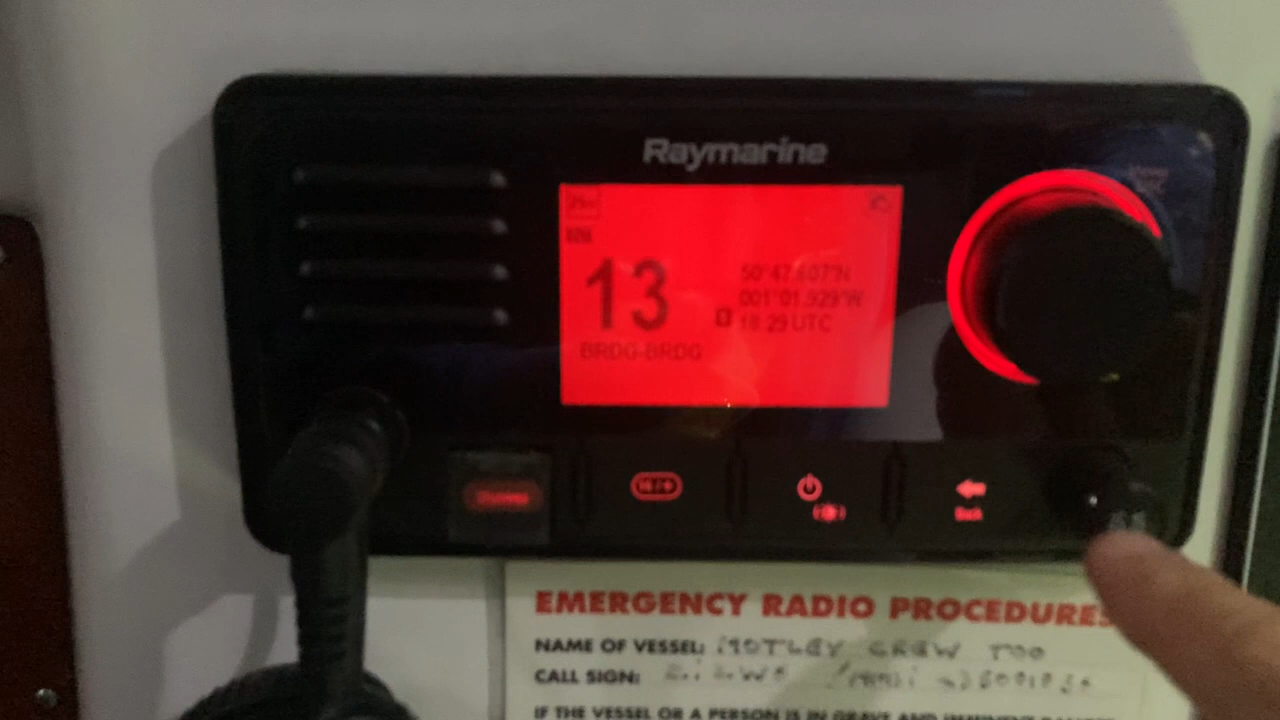 Raymarine
13
50°47.607'N
001°01.929'W
18:29 UTC
BRDG-BRDG
16/+
Back
EMERGENCY RADIO PROCEDURES
NAME OF VESSEL: MOTLEY CREW TOO
CALL SIGN:
IF THE VESSEL OR A PERSON IS IN GRAVE AND IMMINENT